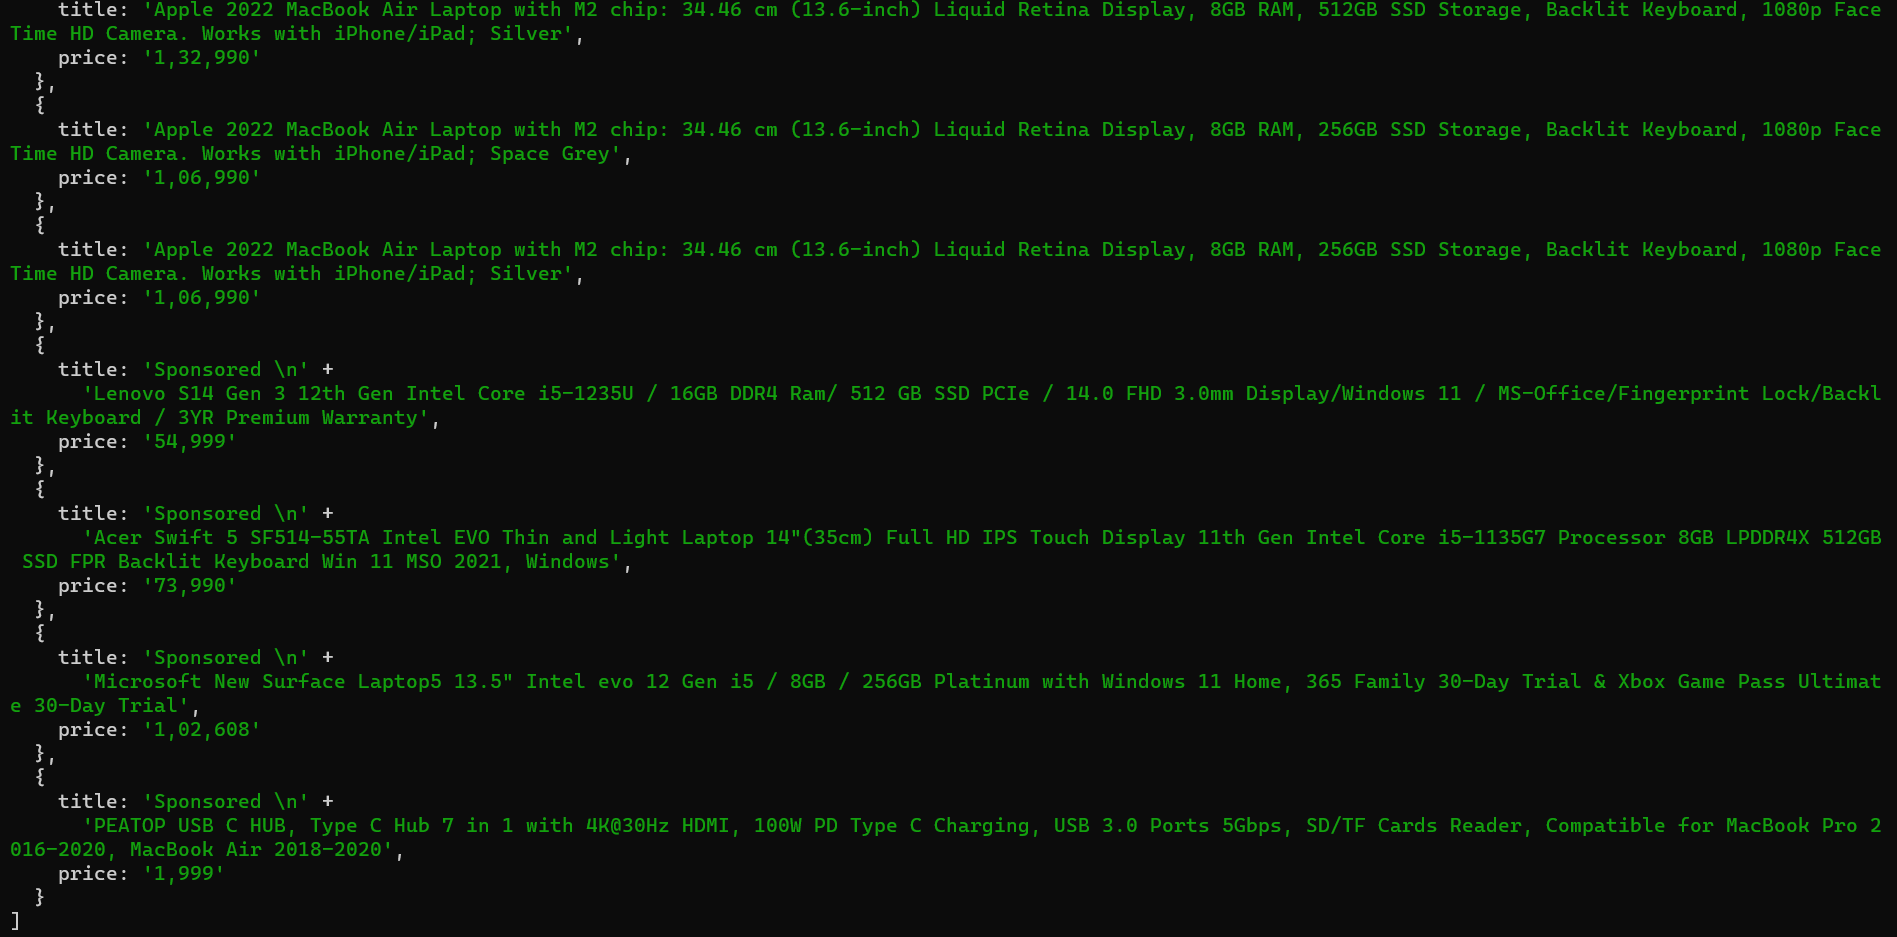 title: 'Apple 2022 MacBook Air Laptop with M2 chip: 34.46 cm (13.6-inch) Liquid Retina Display, 8GB RAM, 512GB SSD Storage, Backlit Keyboard, 1080p Face
Time HD Camera. Works with iPhone/iPad; Silver',
    price: '1,32,990'
  },
  {
    title: 'Apple 2022 MacBook Air Laptop with M2 chip: 34.46 cm (13.6-inch) Liquid Retina Display, 8GB RAM, 256GB SSD Storage, Backlit Keyboard, 1080p Face
Time HD Camera. Works with iPhone/iPad; Space Grey',
    price: '1,06,990'
  },
  {
    title: 'Apple 2022 MacBook Air Laptop with M2 chip: 34.46 cm (13.6-inch) Liquid Retina Display, 8GB RAM, 256GB SSD Storage, Backlit Keyboard, 1080p Face
Time HD Camera. Works with iPhone/iPad; Silver',
    price: '1,06,990'
  },
  {
    title: 'Sponsored \n' +
      'Lenovo S14 Gen 3 12th Gen Intel Core i5-1235U / 16GB DDR4 Ram/ 512 GB SSD PCIe / 14.0 FHD 3.0mm Display/Windows 11 / MS-Office/Fingerprint Lock/Backl
it Keyboard / 3YR Premium Warranty',
    price: '54,999'
  },
  {
    title: 'Sponsored \n' +
      'Acer Swift 5 SF514-55TA Intel EVO Thin and Light Laptop 14"(35cm) Full HD IPS Touch Display 11th Gen Intel Core i5-1135G7 Processor 8GB LPDDR4X 512GB
 SSD FPR Backlit Keyboard Win 11 MSO 2021, Windows',
    price: '73,990'
  },
  {
    title: 'Sponsored \n' +
      'Microsoft New Surface Laptop5 13.5" Intel evo 12 Gen i5 / 8GB / 256GB Platinum with Windows 11 Home, 365 Family 30-Day Trial & Xbox Game Pass Ultimat
e 30-Day Trial',
    price: '1,02,608'
  },
  {
    title: 'Sponsored \n' +
      'PEATOP USB C HUB, Type C Hub 7 in 1 with 4K@30Hz HDMI, 100W PD Type C Charging, USB 3.0 Ports 5Gbps, SD/TF Cards Reader, Compatible for MacBook Pro 2
016-2020, MacBook Air 2018-2020',
    price: '1,999'
  }
]